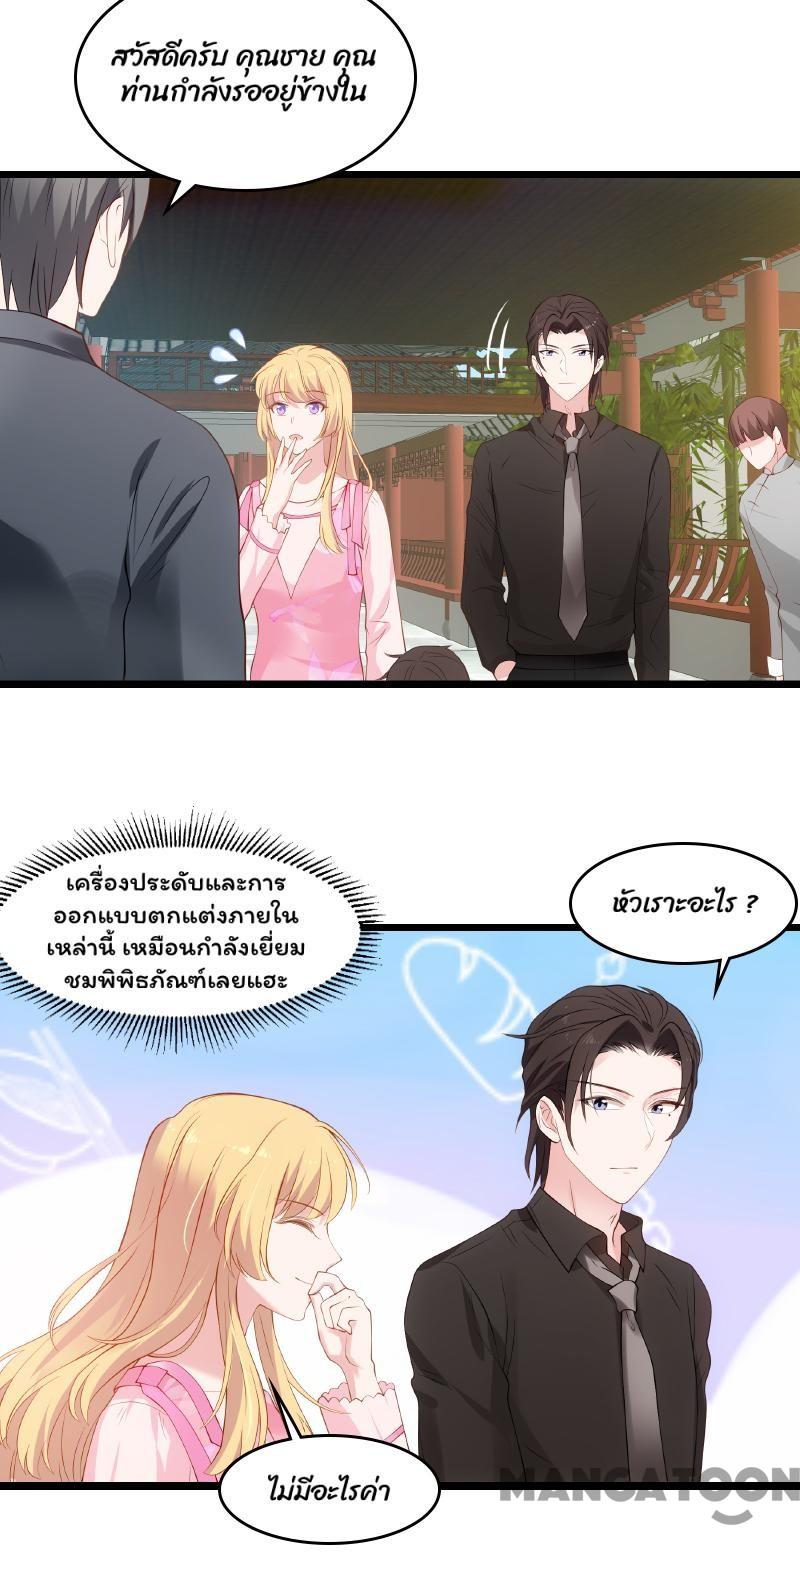 สวัสดีครับ คุณชาย คุณ
ท่านกำลังรออยู่ข้างใน
เครื่องประดับและการ
ออกแบบตกแต่งภายใน
เหล่านี้ เหมือนกำลังเยี่ยม
ชมพิพิธภัณฑ์เลยแฮะ
หัวเราะอะไร ?
ไม่มีอะไรค่า
MANGATOON